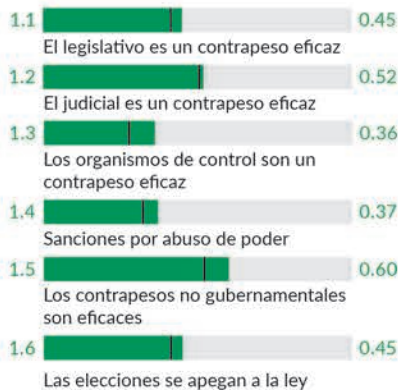 1.1 0.45
El legislativo es un contrapeso eficaz
1.2 0.52
El judicial es un contrapeso eficaz
1.3 0.36
Los organismos de control son un
contrapeso eficaz
1.4 0.37
Sanciones por abuso de poder
1.5 0.60
Los contrapesos no gubernamentales
son eficaces
1.6 0.45
Las elecciones se apegan a la ley